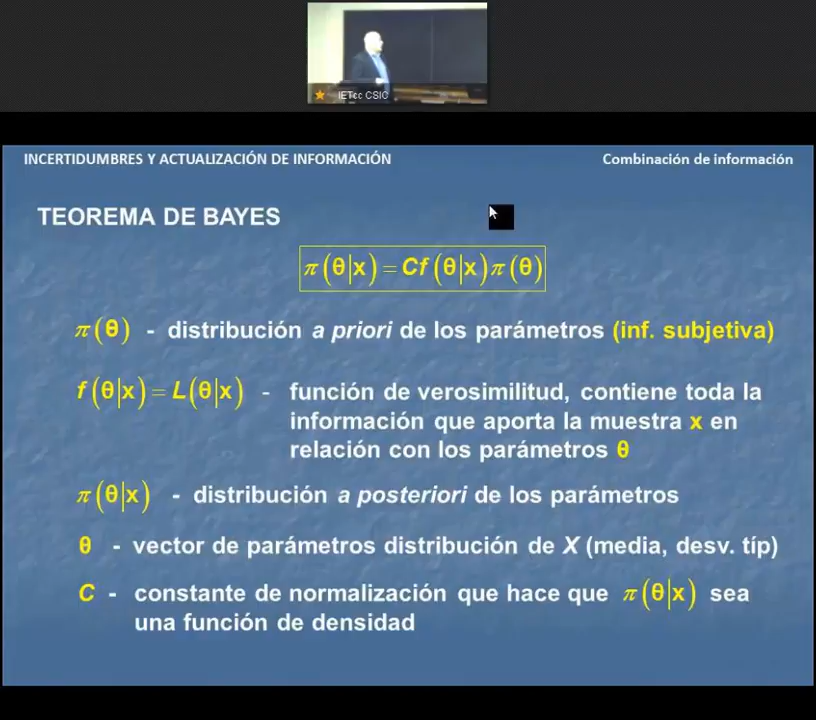 IETcc CSIC
INCERTIDUMBRES Y ACTUALIZACIÓN DE INFORMACIÓN
Combinación de información
TEOREMA DE BAYES
π(θ|x) = Cf(θ|x)π(θ)
π(θ) - distribución a priori de los parámetros (inf. subjetiva)
f(θ|x) = L(θ|x) - función de verosimilitud, contiene toda la
información que aporta la muestra x en
relación con los parámetros θ
π(θ|x) - distribución a posteriori de los parámetros
θ - vector de parámetros distribución de X (media, desv. típ)
C - constante de normalización que hace que π(θ|x) sea
una función de densidad